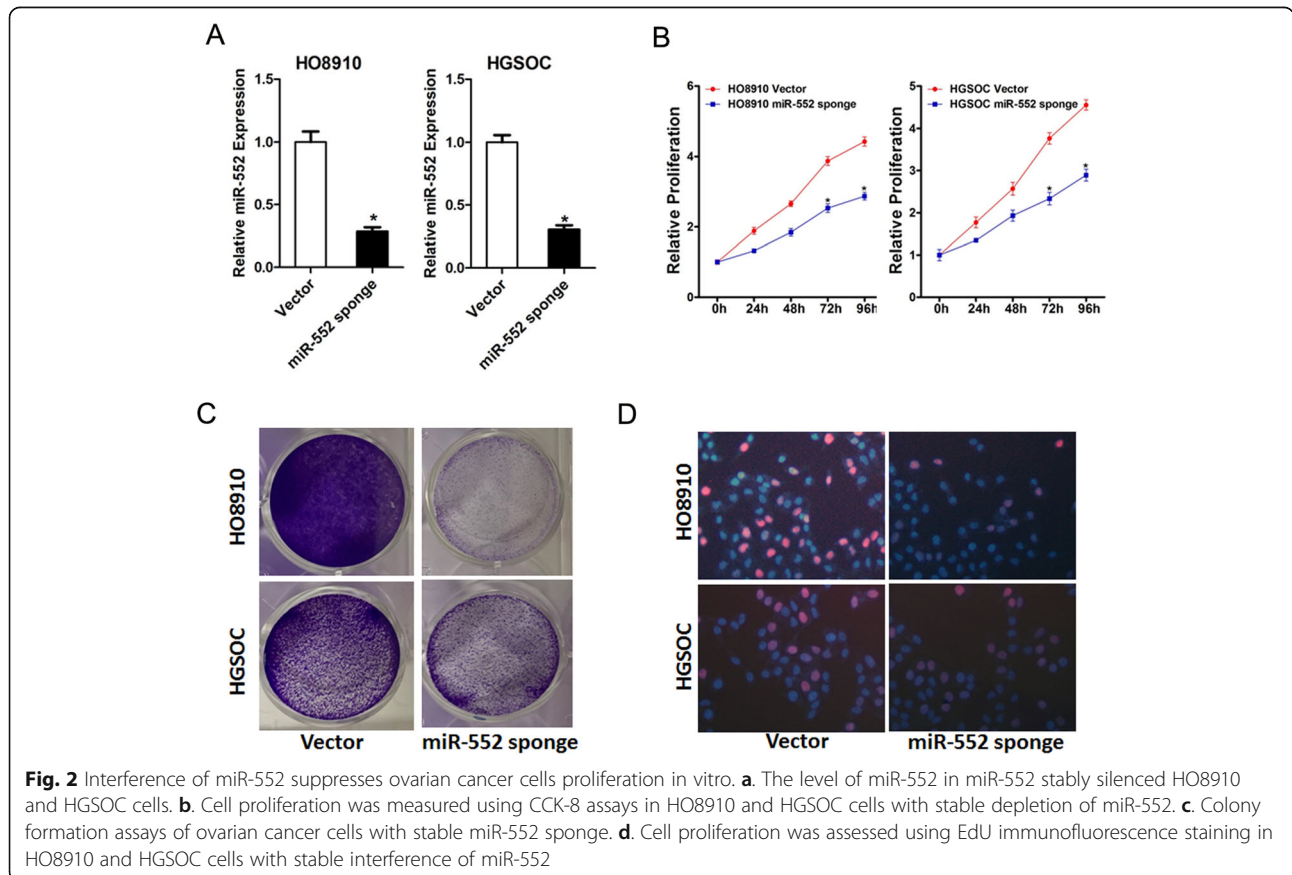 A
HO8910
HGSOC
Relative miR-552 Expression
1.5
1.0
0.5
0.0
*
Vector
miR-552 sponge
Relative miR-552 Expression
1.5
1.0
0.5
0.0
*
Vector
miR-552 sponge
B
HO8910 Vector
HO8910 miR-552 sponge
Relative Proliferation
6
4
2
0
* *
0h 24h 48h 72h 96h
HGSOC Vector
HGSOC miR-552 sponge
Relative Proliferation
5
4
3
2
1
0
* *
0h 24h 48h 72h 96h
C
HO8910
HGSOC
Vector
miR-552 sponge
D
HO8910
HGSOC
Vector
miR-552 sponge
Fig. 2 Interference of miR-552 suppresses ovarian cancer cells proliferation in vitro. a. The level of miR-552 in miR-552 stably silenced HO8910
and HGSOC cells. b. Cell proliferation was measured using CCK-8 assays in HO8910 and HGSOC cells with stable depletion of miR-552. c. Colony
formation assays of ovarian cancer cells with stable miR-552 sponge. d. Cell proliferation was assessed using EdU immunofluorescence staining in
HO8910 and HGSOC cells with stable interference of miR-552